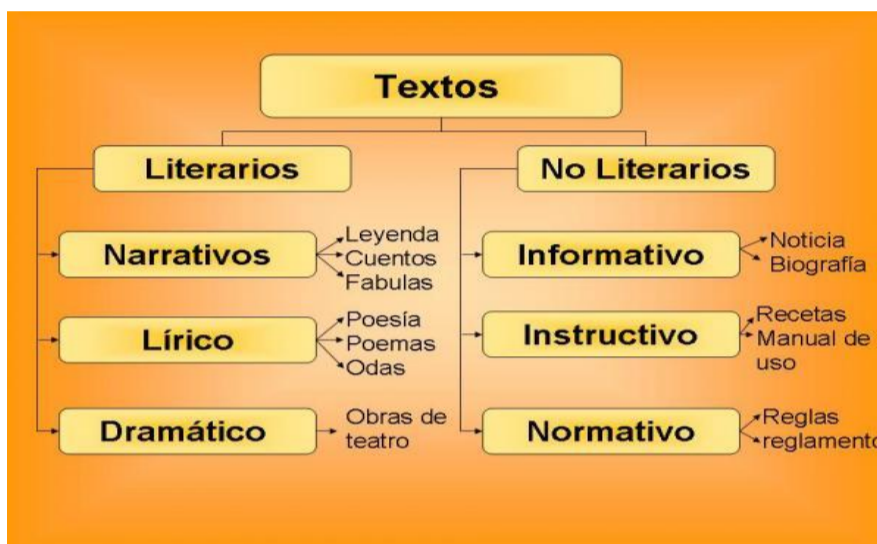 Textos
Literarios
Narrativos
Leyenda
Cuentos
Fabulas
Lírico
Poesía
Poemas
Odas
Dramático
Obras de
teatro
No Literarios
Informativo
Noticia
Biografía
Instructivo
Recetas
Manual de
uso
Normativo
Reglas
reglamento